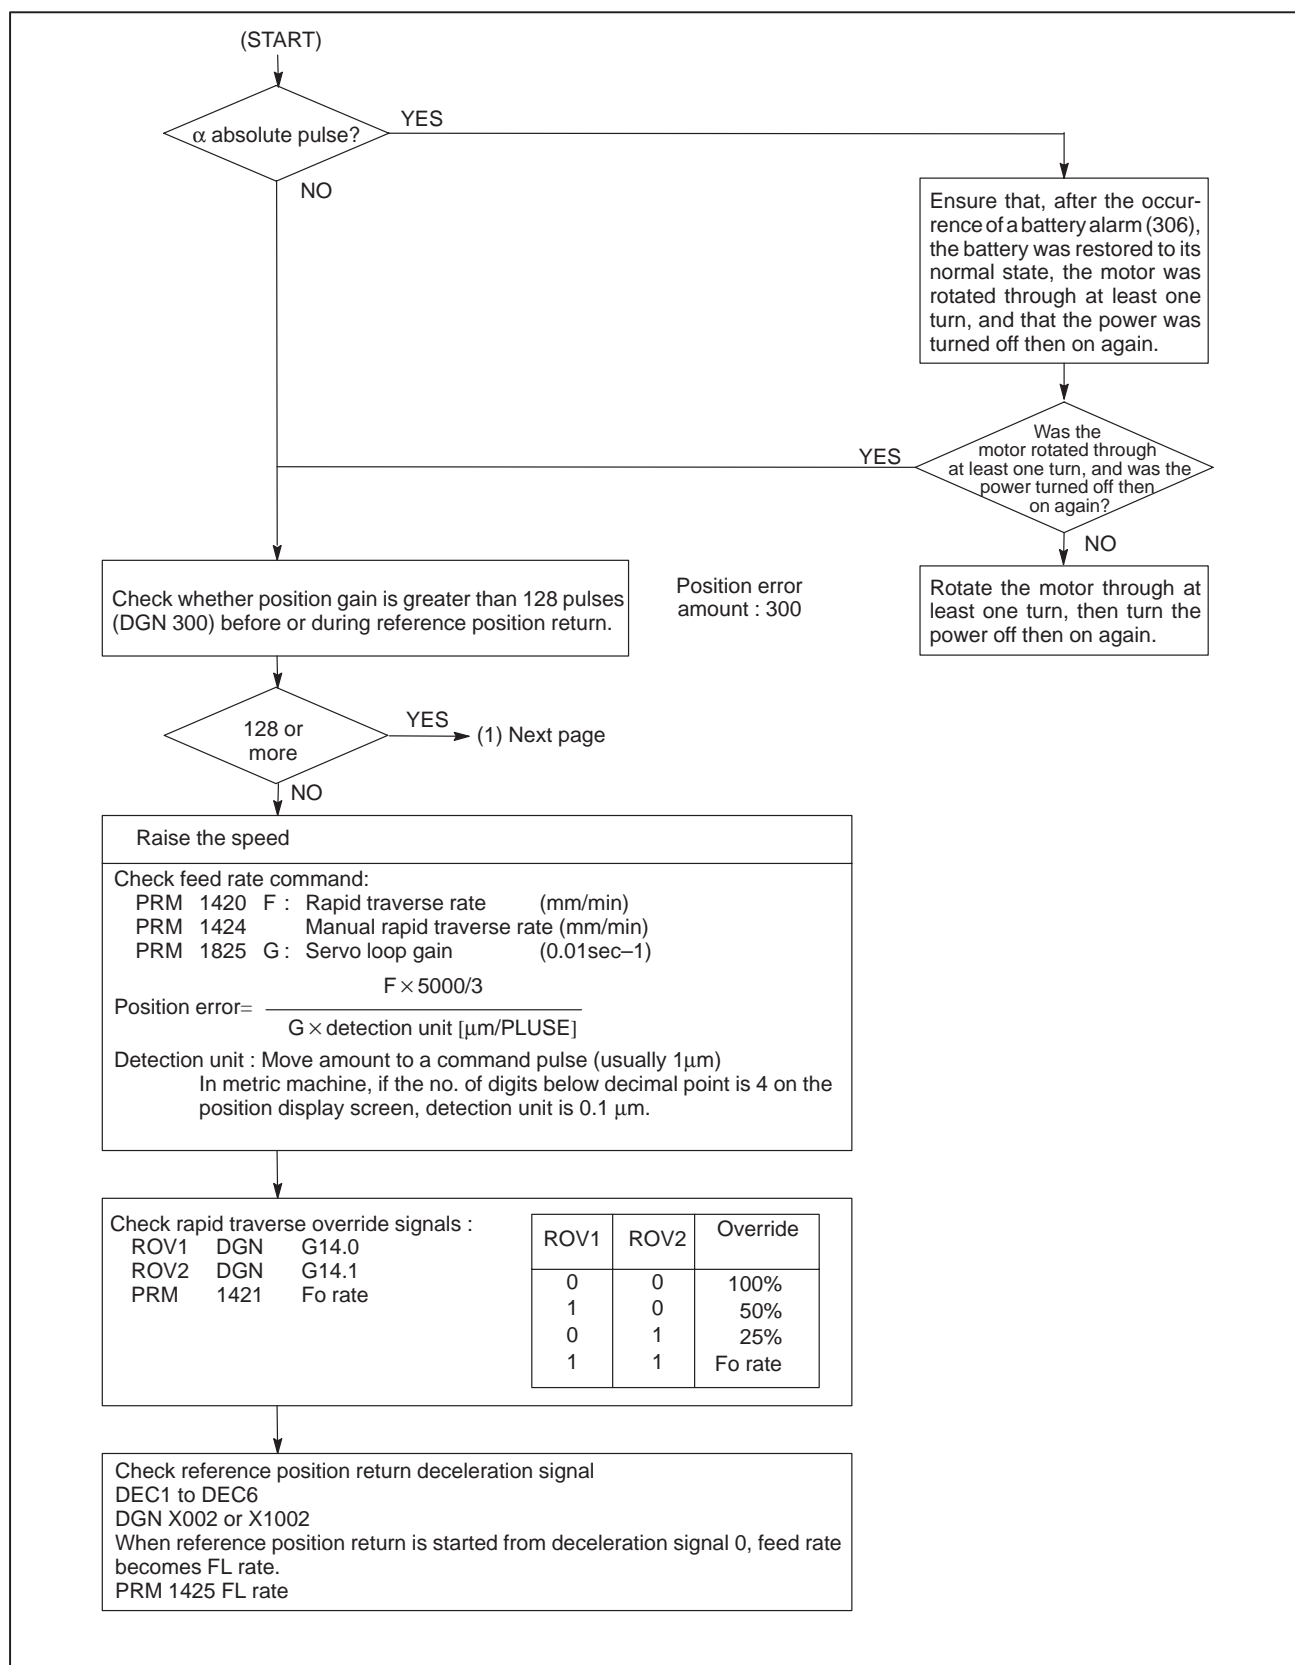 (START)
α absolute pulse?
YES
NO
Ensure that, after the occur-
rence of a battery alarm (306),
the battery was restored to its
normal state, the motor was
rotated through at least one
turn, and that the power was
turned off then on again.
Was the
motor rotated through
at least one turn, and was the
power turned off then
on again?
YES
NO
Rotate the motor through at
least one turn, then turn the
power off then on again.
Check whether position gain is greater than 128 pulses
(DGN 300) before or during reference position return.
Position error
amount : 300
128 or
more
YES
(1) Next page
NO
Raise the speed
Check feed rate command:
PRM 1420 F : Rapid traverse rate (mm/min)
PRM 1424 Manual rapid traverse rate (mm/min)
PRM 1825 G : Servo loop gain (0.01sec–1)
F × 5000/3
Position error=
G × detection unit [μm/PLUSE]
Detection unit : Move amount to a command pulse (usually 1μm)
In metric machine, if the no. of digits below decimal point is 4 on the
position display screen, detection unit is 0.1 μm.
Check rapid traverse override signals :
ROV1 DGN G14.0
ROV2 DGN G14.1
PRM 1421 Fo rate
ROV1 ROV2 Override
0 0 100%
1 0 50%
0 1 25%
1 1 Fo rate
Check reference position return deceleration signal
DEC1 to DEC6
DGN X002 or X1002
When reference position return is started from deceleration signal 0, feed rate
becomes FL rate.
PRM 1425 FL rate